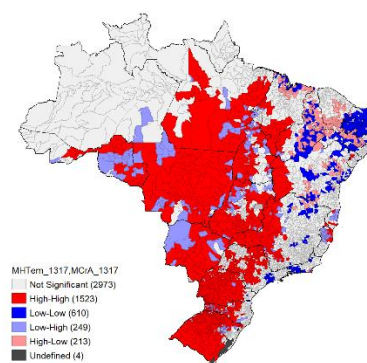 MHTem_1317,MCrA_1317
Not Significant (2973)
High-High (1523)
Low-Low (610)
Low-High (249)
High-Low (213)
Undefined (4)